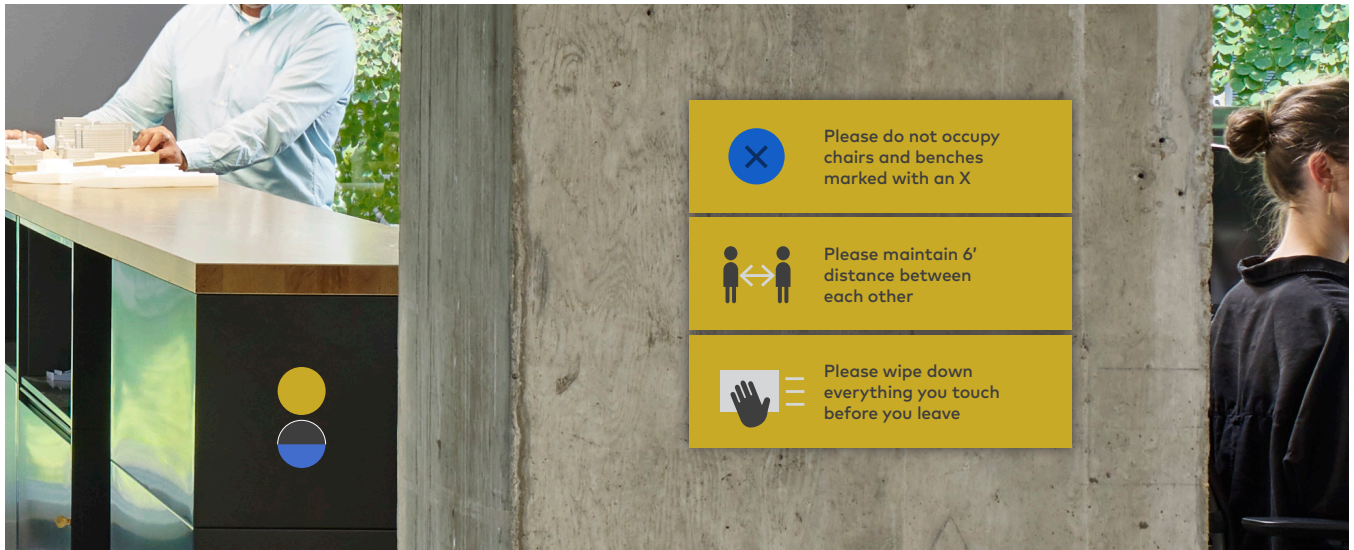 Please do not occupy
chairs and benches
marked with an X
Please maintain 6’
distance between
each other
Please wipe down
everything you touch
before you leave